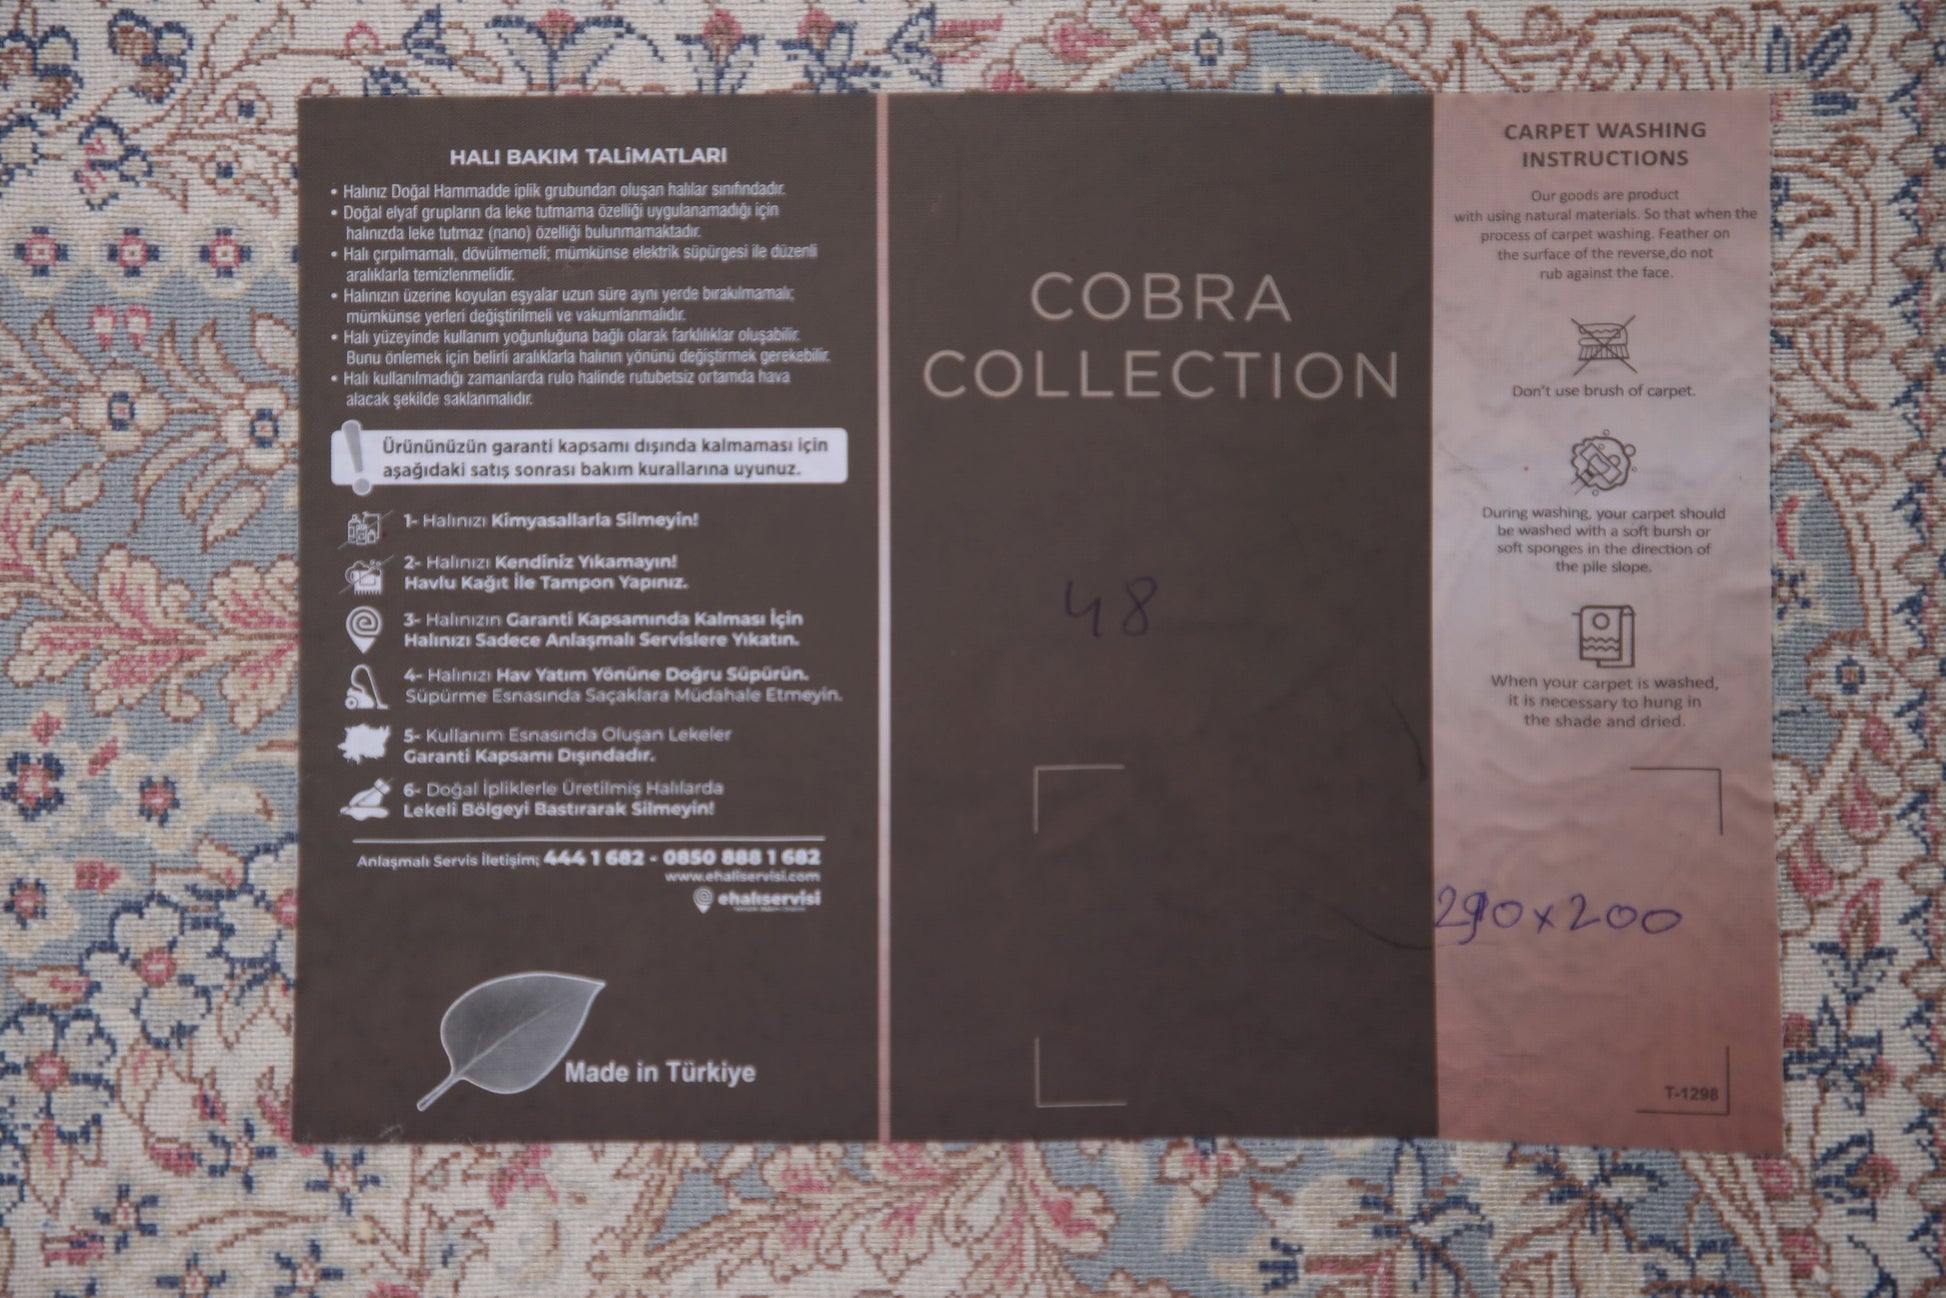 HALI BAKIM TALiMATLARI
• Halınız Doğal Hammadde iplik grubundan oluşan halılar sınıfındadır.
• Doğal elyaf grupların da leke tutmama özelliği uygulanamadığı için
halınızda leke tutmaz (nano) özelliği bulunmamaktadır.
• Halı çırpılmamalı, dövülmemeli; mümkünse elektrik süpürgesi ile düzenli
aralıklarla temizlenmelidir.
• Halınızın üzerine koyulan eşyalar uzun süre aynı yerde bırakılmamalı;
mümkünse yerleri değiştirilmeli ve vakumlanmalıdır.
• Halı yüzeyinde kullanım yoğunluğuna bağlı olarak farklılıklar oluşabilir.
Bunu önlemek için belirli aralıklarla halının yönünü değiştirmek gerekebilir.
• Halı kullanılmadığı zamanlarda rulo halinde rutubetsiz ortamda hava
alacak şekilde saklanmalıdır.
Ürününüzün garanti kapsamı dışında kalmaması için
aşağıdaki satış sonrası bakım kurallarına uyunuz.
1- Halınızı Kimyasallarla Silmeyin!
2- Halınızı Kendiniz Yıkamayın!
Havlu Kağıt İle Tampon Yapınız.
3- Halınızın Garanti Kapsamında Kalması İçin
Halınızı Sadece Anlaşmalı Servislere Yıkatın.
4- Halınızı Hav Yatım Yönüne Doğru Süpürün.
Süpürme Esnasında Saçaklara Müdahale Etmeyin.
5- Kullanım Esnasında Oluşan Lekeler
Garanti Kapsamı Dışındadır.
6- Doğal İpliklerle Üretilmiş Halılarda
Lekeli Bölgeyi Bastırarak Silmeyin!
Anlaşmalı Servis İletişim; 444 1 682 - 0850 888 1 682
www.ehaliservisi.com
ehalıservisi
Made in Türkiye
COBRA
COLLECTION
48
CARPET WASHING
INSTRUCTIONS
Our goods are product
with using natural materials. So that when the
process of carpet washing. Feather on
the surface of the reverse,do not
rub against the face.
Don't use brush of carpet.
During washing, your carpet should
be washed with a soft bursh or
soft sponges in the direction of
the pile slope.
When your carpet is washed,
it is necessary to hung in
the shade and dried.
290x200
T-1298